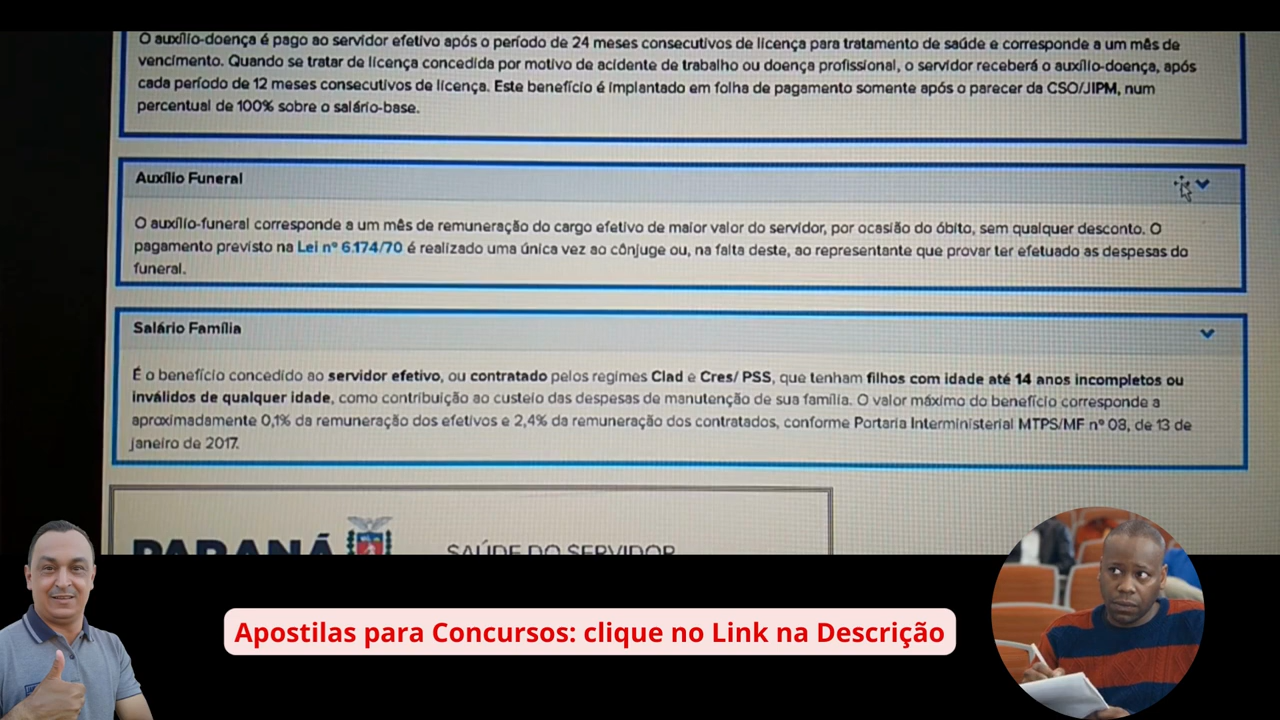 O auxílio-doença é pago ao servidor efetivo após o período de 24 meses consecutivos de licença para tratamento de saúde e corresponde a um mês de
vencimento. Quando se tratar de licença concedida por motivo de acidente de trabalho ou doença profissional, o servidor receberá o auxílio-doença, após
cada período de 12 meses consecutivos de licença. Este benefício é implantado em folha de pagamento somente após o parecer da CSO/JIPM, num
percentual de 100% sobre o salário-base.
Auxílio Funeral
O auxílio-funeral corresponde a um mês de remuneração do cargo efetivo de maior valor do servidor, por ocasião do óbito, sem qualquer desconto. O
pagamento previsto na Lei nº 6.174/70 é realizado uma única vez ao cônjuge ou, na falta deste, ao representante que provar ter efetuado as despesas do
funeral.
Salário Família
É o benefício concedido ao servidor efetivo, ou contratado pelos regimes Clad e Cres/ PSS, que tenham filhos com idade até 14 anos incompletos ou
inválidos de qualquer idade, como contribuição ao custeio das despesas de manutenção de sua família. O valor máximo do benefício corresponde a
aproximadamente 0,1% da remuneração dos efetivos e 2,4% da remuneração dos contratados, conforme Portaria Interministerial MTPS/MF nº 08, de 13 de
janeiro de 2017.
PARANÁ SAÚDE DO SERVIDOR
Apostilas para Concursos: clique no Link na Descrição